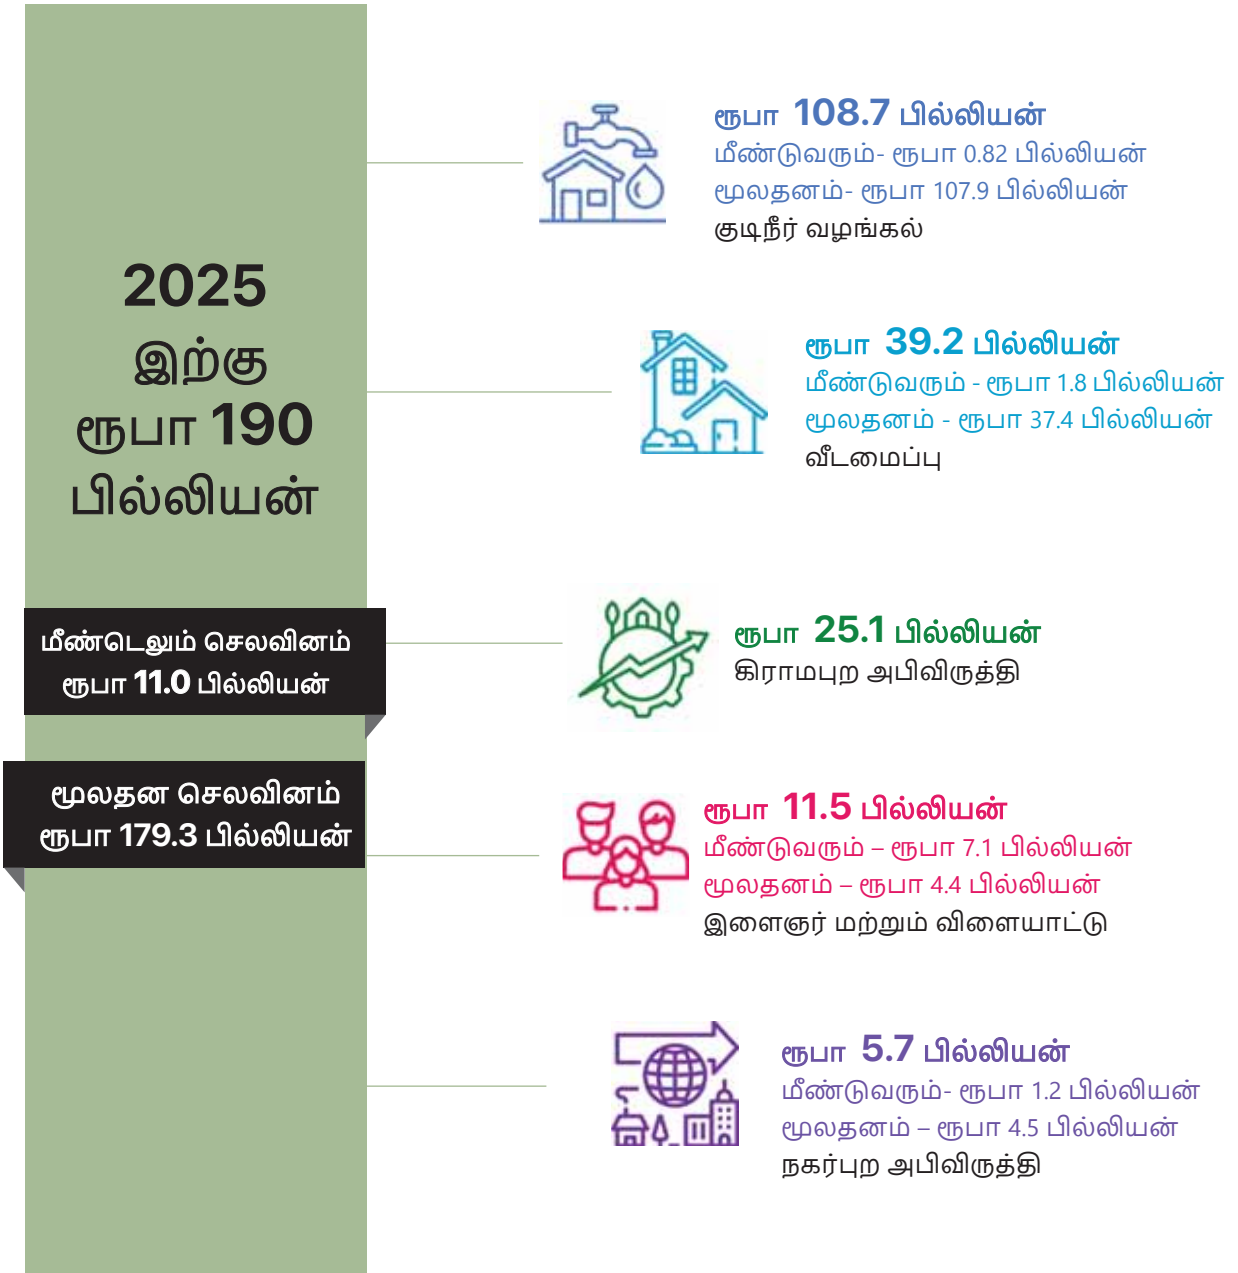 2025
இற்கு
ரூபா 190
பில்லியன்
மீண்டெலும் செலவினம்
ரூபா 11.0 பில்லியன்
மூலதன செலவினம்
ரூபா 179.3 பில்லியன்
ரூபா 108.7 பில்லியன்
மீண்டுவரும்- ரூபா 0.82 பில்லியன்
மூலதனம்- ரூபா 107.9 பில்லியன்
குடிநீர் வழங்கல்
ரூபா 39.2 பில்லியன்
மீண்டுவரும் - ரூபா 1.8 பில்லியன்
மூலதனம் - ரூபா 37.4 பில்லியன்
வீடமைப்பு
ரூபா 25.1 பில்லியன்
கிராமபுற அபிவிருத்தி
ரூபா 11.5 பில்லியன்
மீண்டுவரும் – ரூபா 7.1 பில்லியன்
மூலதனம் – ரூபா 4.4 பில்லியன்
இளைஞர் மற்றும் விளையாட்டு
ரூபா 5.7 பில்லியன்
மீண்டுவரும்- ரூபா 1.2 பில்லியன்
மூலதனம் – ரூபா 4.5 பில்லியன்
நகர்புற அபிவிருத்தி